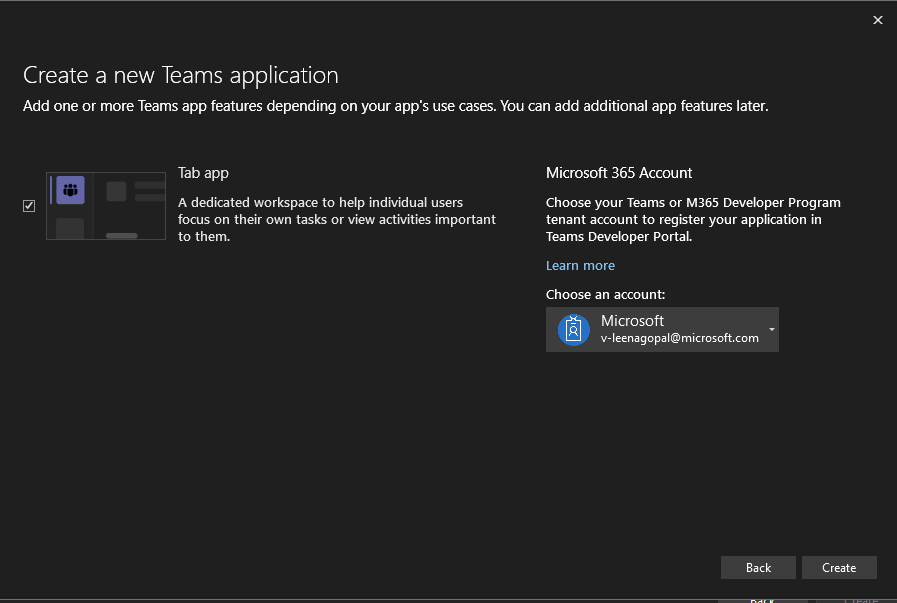 Create a new Teams application
Add one or more Teams app features depending on your app's use cases. You can add additional app features later.
Tab app
A dedicated workspace to help individual users
focus on their own tasks or view activities important
to them.
Microsoft 365 Account
Choose your Teams or M365 Developer Program
tenant account to register your application in
Teams Developer Portal.
Learn more
Choose an account:
Microsoft
v-leenagopal@microsoft.com
Back
Create
Back
Create